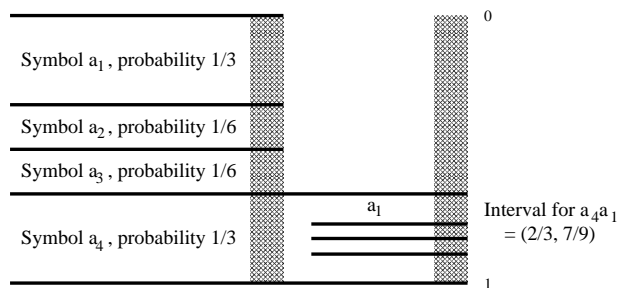 0
Symbol a1, probability 1/3
Symbol a2, probability 1/6
Symbol a3, probability 1/6
a1
Interval for a4a1
= (2/3, 7/9)
Symbol a4, probability 1/3
1